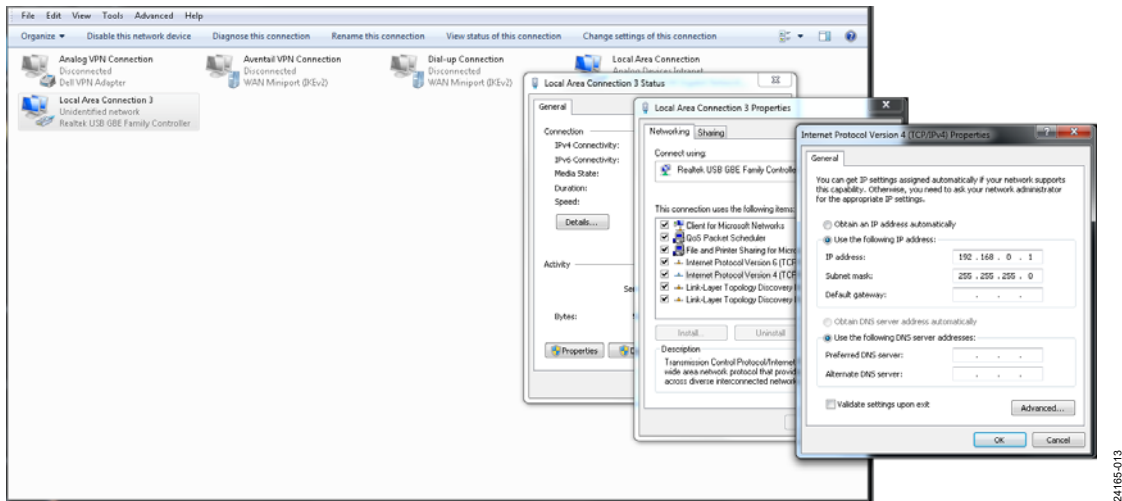 File Edit View Tools Advanced Help
Organize Disable this network device Diagnose this connection Rename this connection View status of this connection Change settings of this connection
Analog VPN Connection
Disconnected
Dell VPN Adapter
Aventail VPN Connection
Disconnected
WAN Miniport (IKEv2)
Dial-up Connection
Disconnected
WAN Miniport (IKEv2)
Local Area Connection
Analog Devices Intranet
Local Area Connection 3
Unidentified network
Realtek USB GBE Family Controller
Local Area Connection 3 Status
General
Connection
IPv4 Connectivity:
IPv6 Connectivity:
Media State:
Duration:
Speed:
Details...
Activity
Se
Bytes:
Properties
Local Area Connection 3 Properties
Networking Sharing
Connect using:
Realtek USB GBE Family Controlle
This connection uses the following items:
Client for Microsoft Networks
QoS Packet Scheduler
File and Printer Sharing for Micro
Internet Protocol Version 6 (TCP
Internet Protocol Version 4 (TCP
Link-Layer Topology Discovery
Link-Layer Topology Discovery
Install... Uninstall
Description
Transmission Control Protocol/Internet
wide area network protocol that provid
across diverse interconnected network
Internet Protocol Version 4 (TCP/IPv4) Properties
General
You can get IP settings assigned automatically if your network supports
this capability. Otherwise, you need to ask your network administrator
for the appropriate IP settings.
Obtain an IP address automatically
Use the following IP address:
IP address: 192 . 168 . 0 . 1
Subnet mask: 255 . 255 . 255 . 0
Default gateway: . . .
Obtain DNS server address automatically
Use the following DNS server addresses:
Preferred DNS server: . . .
Alternate DNS server: . . .
Validate settings upon exit
Advanced...
OK Cancel
24165-013